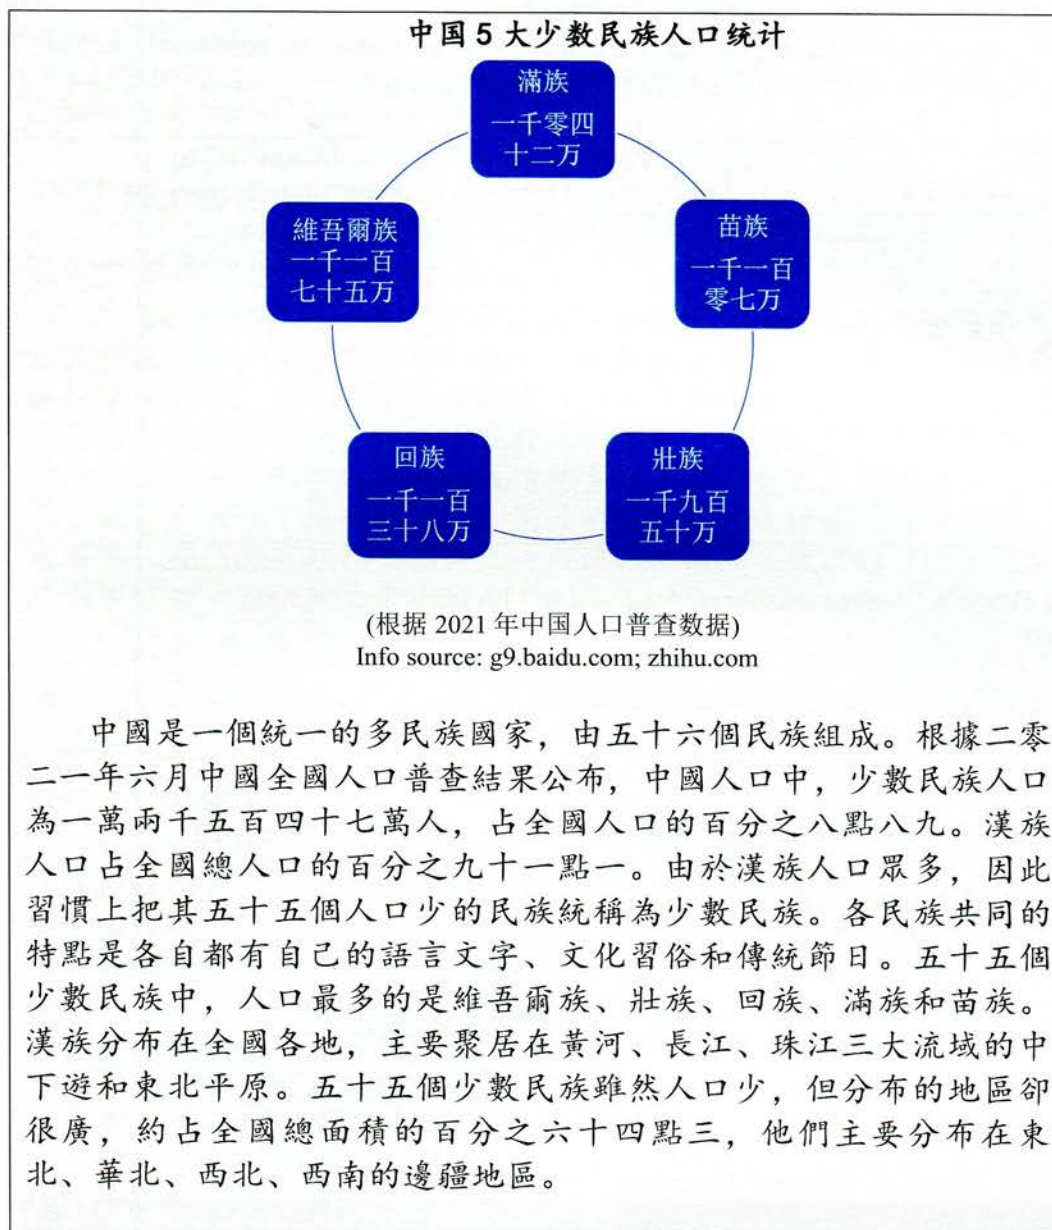 中国 5 大少数民族人口统计
滿族
一千零四
十二万
維吾爾族
一千一百
七十五万
苗族
一千一百
零七万
回族
一千一百
三十八万
壯族
一千九百
五十万
(根据 2021 年中国人口普查数据)
Info source: g9.baidu.com; zhihu.com
中國是一個統一的多民族國家，由五十六個民族組成。根據二零
二一年六月中國全國人口普查結果公布，中國人口中，少數民族人口
為一萬兩千五百四十七萬人，占全國人口的百分之八點八九。漢族
人口占全國總人口的百分之九十一點一。由於漢族人口眾多，因此
習慣上把其五十五個人口少的民族統稱為少數民族。各民族共同的
特點是各自都有自己的語言文字、文化習俗和傳統節日。五十五個
少數民族中，人口最多的是維吾爾族、壯族、回族、滿族和苗族。
漢族分布在全國各地，主要聚居在黃河、長江、珠江三大流域的中
下遊和東北平原。五十五個少數民族雖然人口少，但分布的地區卻
很廣，約占全國總面積的百分之六十四點三，他們主要分布在東
北、華北、西北、西南的邊疆地區。